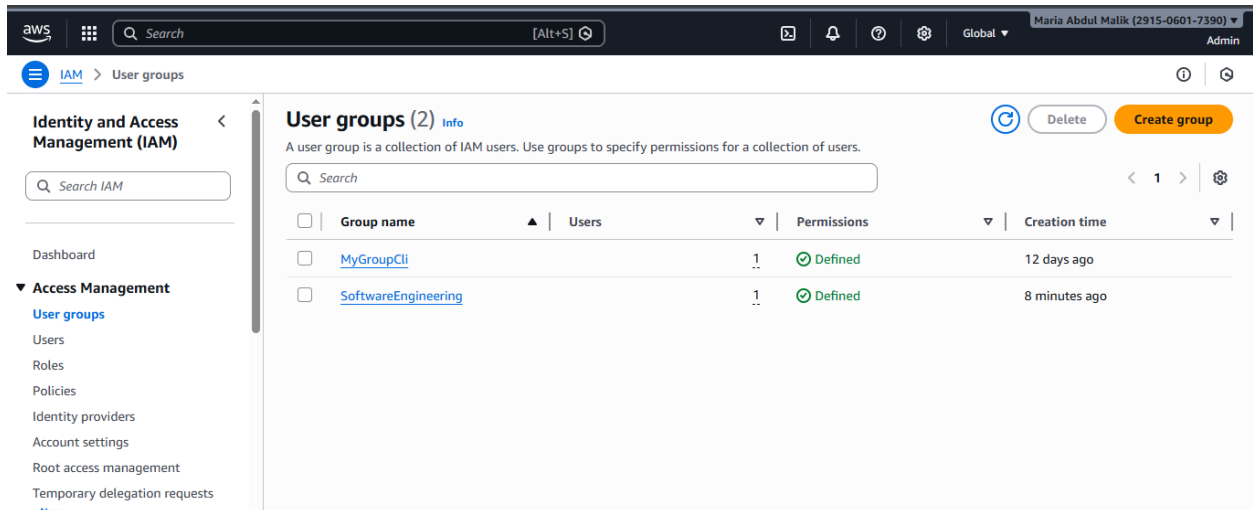 aws
Search [Alt+S]
Global
Maria Abdul Malik (2915-0601-7390)
Admin
IAM > User groups
Identity and Access
Management (IAM)
Search IAM
Dashboard
Access Management
User groups
Users
Roles
Policies
Identity providers
Account settings
Root access management
Temporary delegation requests
User groups (2) Info
Delete
Create group
A user group is a collection of IAM users. Use groups to specify permissions for a collection of users.
Search
1
Group name Users Permissions Creation time
MyGroupCli 1 Defined 12 days ago
SoftwareEngineering 1 Defined 8 minutes ago